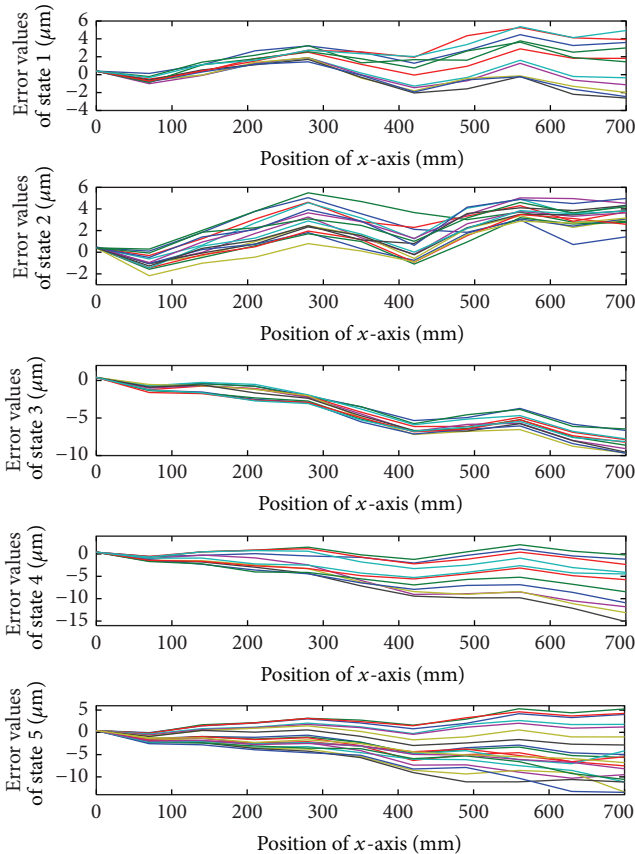 Error values
of state 1 (μm)
6
4
2
0
−2
−4
0 100 200 300 400 500 600 700
Position of x-axis (mm)
Error values
of state 2 (μm)
6
4
2
0
−2
0 100 200 300 400 500 600 700
Position of x-axis (mm)
Error values
of state 3 (μm)
0
−5
−10
0 100 200 300 400 500 600 700
Position of x-axis (mm)
Error values
of state 4 (μm)
0
−5
−10
−15
0 100 200 300 400 500 600 700
Position of x-axis (mm)
Error values
of state 5 (μm)
5
0
−5
−10
0 100 200 300 400 500 600 700
Position of x-axis (mm)